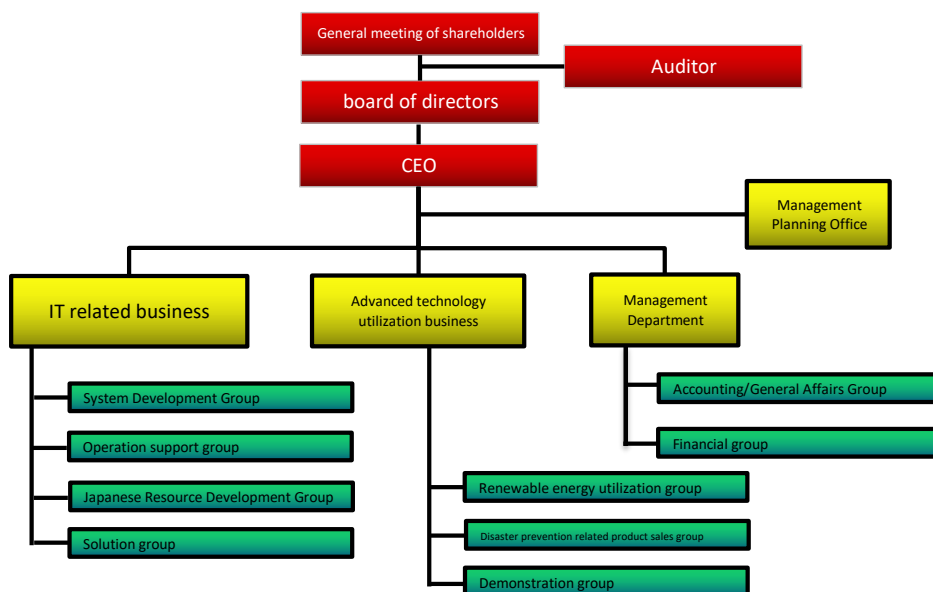 General meeting of shareholders
Auditor
board of directors
CEO
Management
Planning Office
IT related business
Advanced technology
utilization business
Management
Department
System Development Group
Operation support group
Japanese Resource Development Group
Solution group
Renewable energy utilization group
Disaster prevention related product sales group
Demonstration group
Accounting/General Affairs Group
Financial group